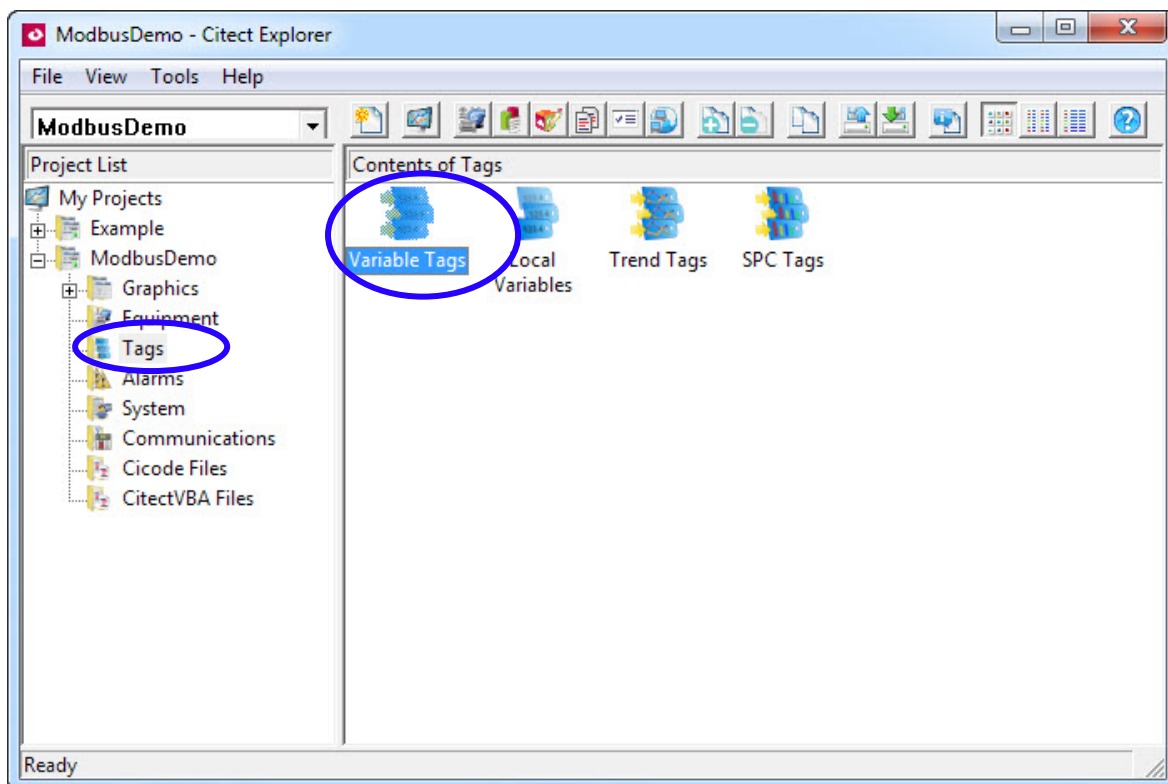 ModbusDemo - Citect Explorer
File View Tools Help
ModbusDemo
Project List
Contents of Tags
My Projects
Example
ModbusDemo
Graphics
Equipment
Tags
Alarms
System
Communications
Cicode Files
CitectVBA Files
Variable Tags
Local
Variables
Trend Tags
SPC Tags
Ready